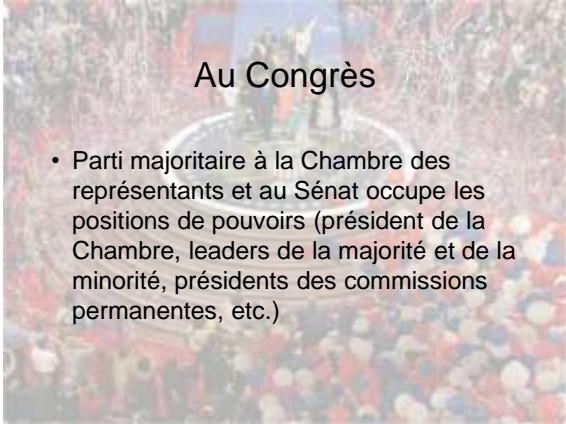 Au Congrès
• Parti majoritaire à la Chambre des
représentants et au Sénat occupe les
positions de pouvoirs (président de la
Chambre, leaders de la majorité et de la
minorité, présidents des commissions
permanentes, etc.)